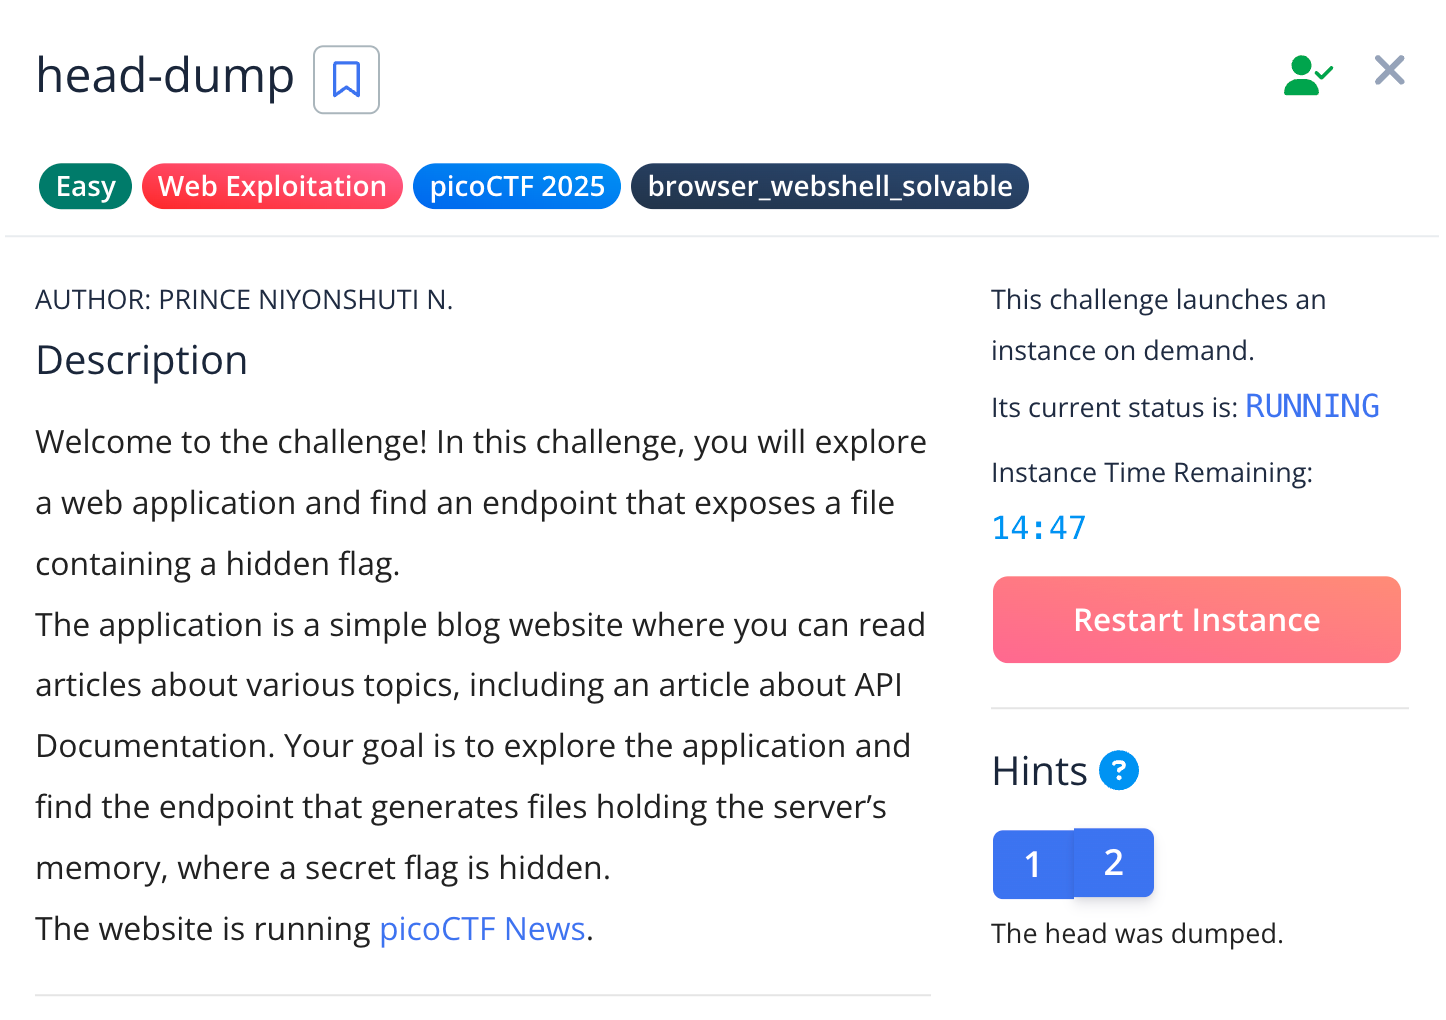 head-dump
Easy Web Exploitation picoCTF 2025 browser_webshell_solvable
AUTHOR: PRINCE NIYONSHUTI N.
Description
Welcome to the challenge! In this challenge, you will explore
a web application and find an endpoint that exposes a file
containing a hidden flag.
The application is a simple blog website where you can read
articles about various topics, including an article about API
Documentation. Your goal is to explore the application and
find the endpoint that generates files holding the server’s
memory, where a secret flag is hidden.
The website is running picoCTF News.
This challenge launches an
instance on demand.
Its current status is: RUNNING
Instance Time Remaining:
14:47
Restart Instance
Hints ?
1 2
The head was dumped.